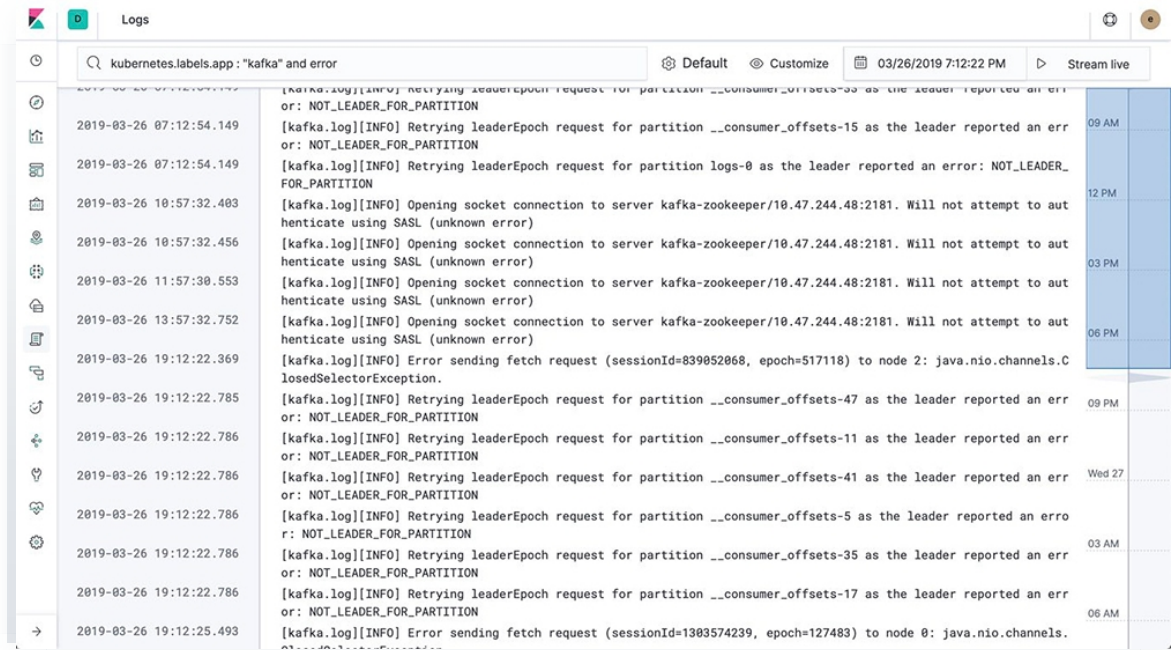 D
Logs
e
kubernetes.labels.app : "kafka" and error
Default
Customize
03/26/2019 7:12:22 PM
Stream live
[kafka.log][INFO] Retrying leaderEpoch request for partition __consumer_offsets-33 as the leader reported an err
or: NOT_LEADER_FOR_PARTITION
2019-03-26 07:12:54.149
[kafka.log][INFO] Retrying leaderEpoch request for partition __consumer_offsets-15 as the leader reported an err
or: NOT_LEADER_FOR_PARTITION
2019-03-26 07:12:54.149
[kafka.log][INFO] Retrying leaderEpoch request for partition logs-0 as the leader reported an error: NOT_LEADER_
FOR_PARTITION
2019-03-26 10:57:32.403
[kafka.log][INFO] Opening socket connection to server kafka-zookeeper/10.47.244.48:2181. Will not attempt to aut
henticate using SASL (unknown error)
2019-03-26 10:57:32.456
[kafka.log][INFO] Opening socket connection to server kafka-zookeeper/10.47.244.48:2181. Will not attempt to aut
henticate using SASL (unknown error)
2019-03-26 11:57:30.553
[kafka.log][INFO] Opening socket connection to server kafka-zookeeper/10.47.244.48:2181. Will not attempt to aut
henticate using SASL (unknown error)
2019-03-26 13:57:32.752
[kafka.log][INFO] Opening socket connection to server kafka-zookeeper/10.47.244.48:2181. Will not attempt to aut
henticate using SASL (unknown error)
2019-03-26 19:12:22.369
[kafka.log][INFO] Error sending fetch request (sessionId=839052068, epoch=517118) to node 2: java.nio.channels.C
losedSelectorException.
2019-03-26 19:12:22.785
[kafka.log][INFO] Retrying leaderEpoch request for partition __consumer_offsets-47 as the leader reported an err
or: NOT_LEADER_FOR_PARTITION
2019-03-26 19:12:22.786
[kafka.log][INFO] Retrying leaderEpoch request for partition __consumer_offsets-11 as the leader reported an err
or: NOT_LEADER_FOR_PARTITION
2019-03-26 19:12:22.786
[kafka.log][INFO] Retrying leaderEpoch request for partition __consumer_offsets-41 as the leader reported an err
or: NOT_LEADER_FOR_PARTITION
2019-03-26 19:12:22.786
[kafka.log][INFO] Retrying leaderEpoch request for partition __consumer_offsets-5 as the leader reported an erro
r: NOT_LEADER_FOR_PARTITION
2019-03-26 19:12:22.786
[kafka.log][INFO] Retrying leaderEpoch request for partition __consumer_offsets-35 as the leader reported an err
or: NOT_LEADER_FOR_PARTITION
2019-03-26 19:12:22.786
[kafka.log][INFO] Retrying leaderEpoch request for partition __consumer_offsets-17 as the leader reported an err
or: NOT_LEADER_FOR_PARTITION
2019-03-26 19:12:25.493
[kafka.log][INFO] Error sending fetch request (sessionId=1303574239, epoch=127483) to node 0: java.nio.channels.
09 AM
12 PM
03 PM
06 PM
09 PM
Wed 27
03 AM
06 AM